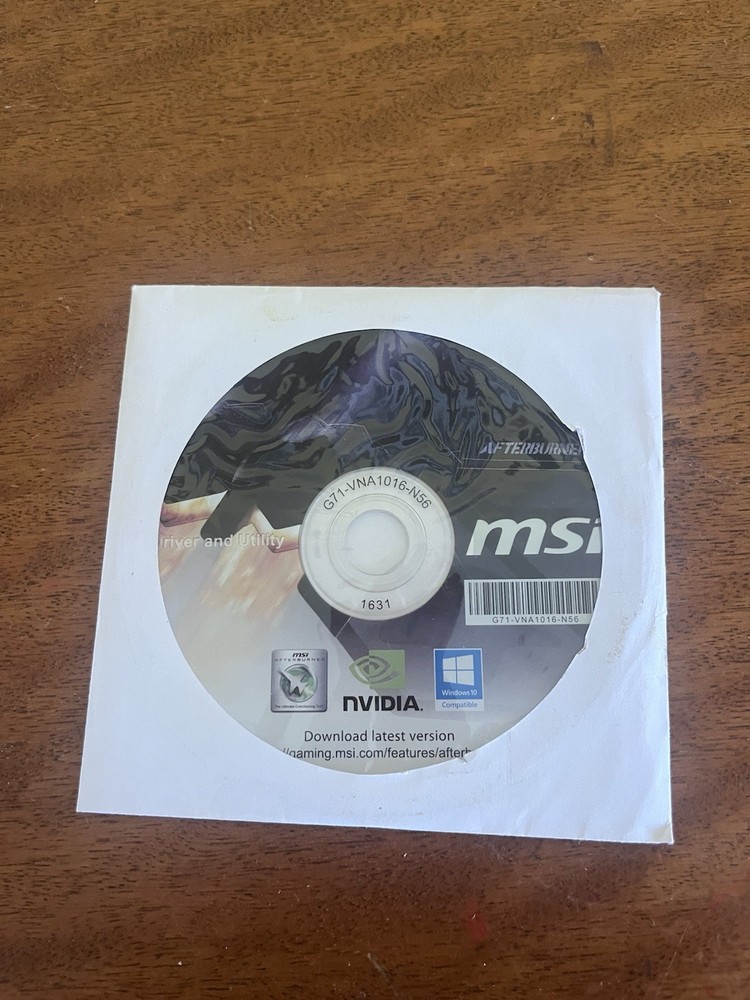 AFTERBURNE
G71-VNA1016-N56
msi
river and Utility
G71-VNA1016-N56
1631
msi
AFTERBURNER
NVIDIA.
Windows 10
Compatible
Download latest version
//gaming.msi.com/features/afterb